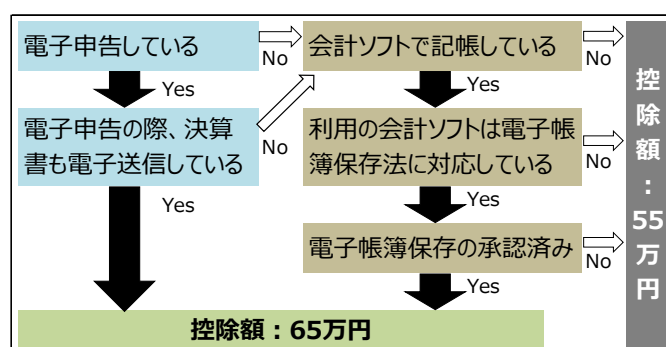 電子申告している
No
会計ソフトで記帳している
No
Yes
Yes
電子申告の際、決算
書も電子送信している
No
利用の会計ソフトは電子帳
簿保存法に対応している
No
Yes
Yes
電子帳簿保存の承認済み
No
Yes
控除額：65万円
控除額：55万円